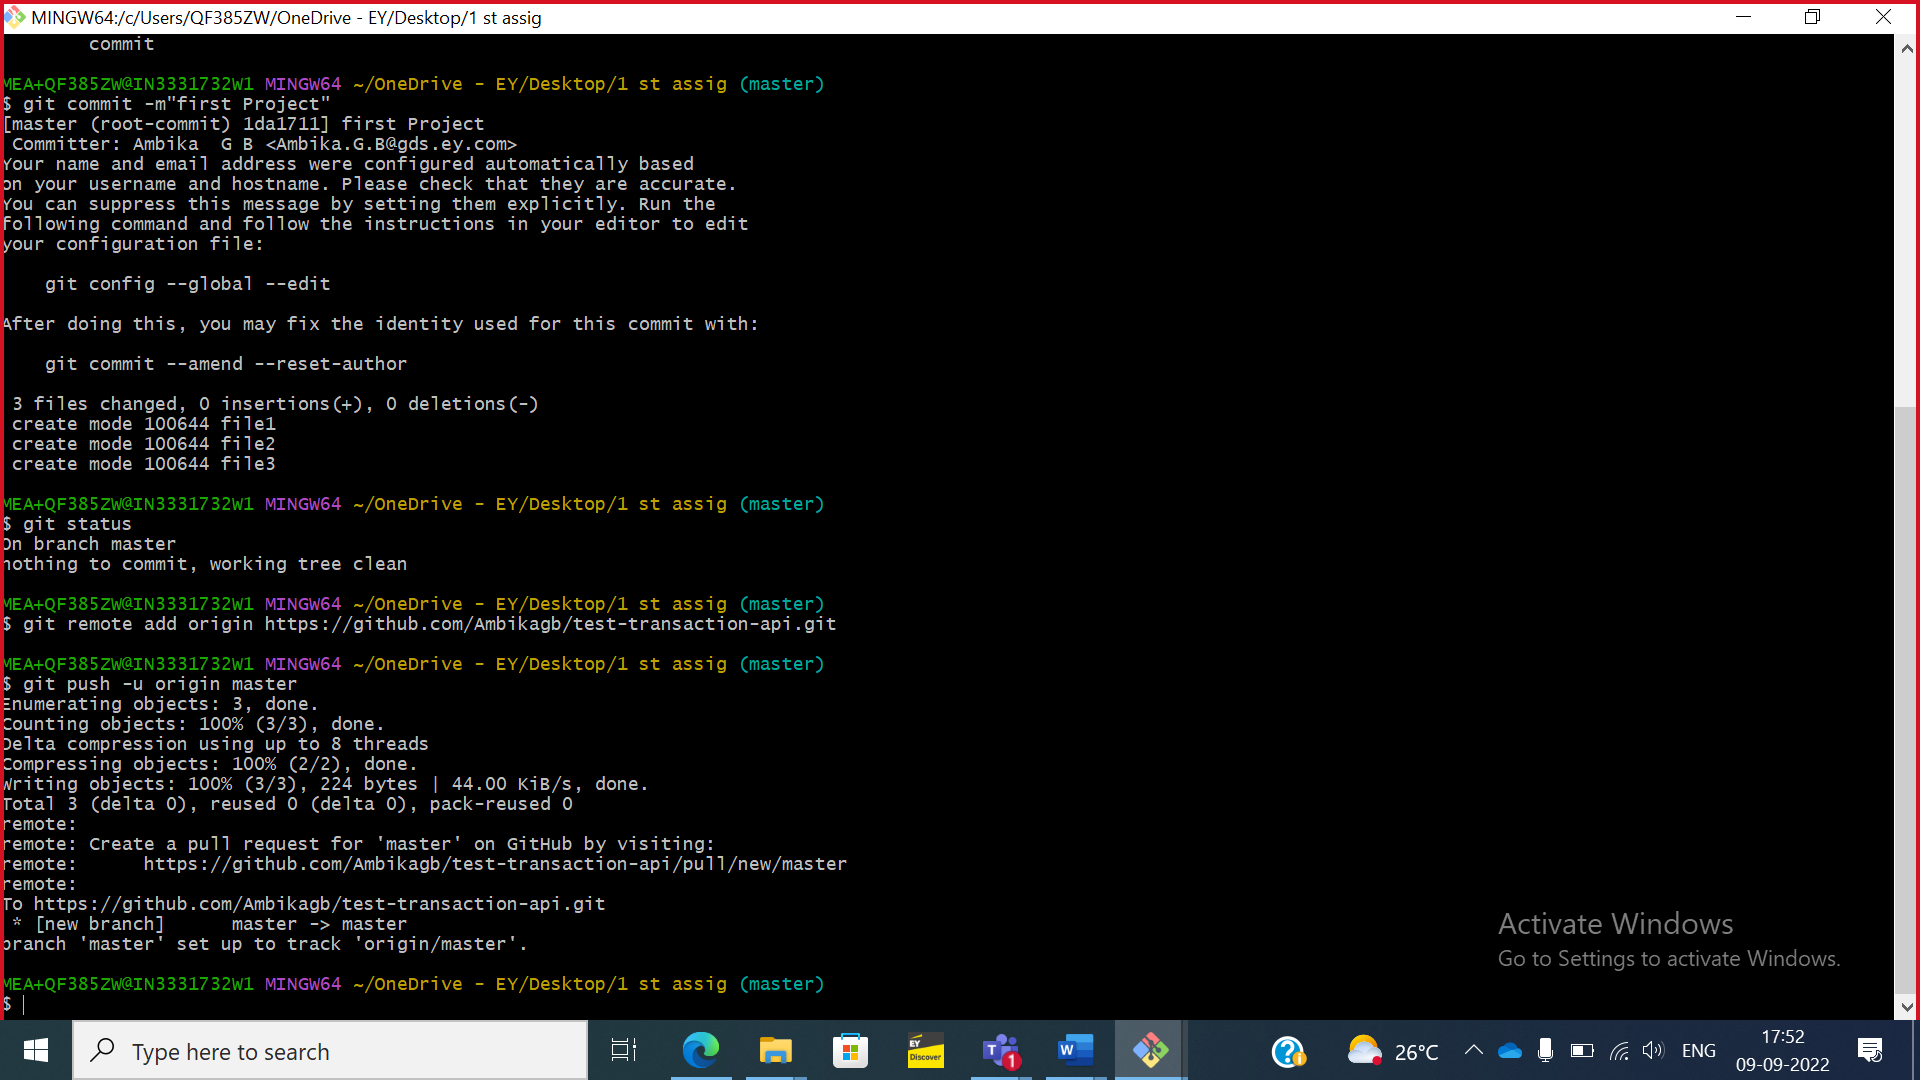 MINGW64:/c/Users/QF385ZW/OneDrive - EY/Desktop/1 st assig
        commit
MEA+QF385ZW@IN3331732W1 MINGW64 ~/OneDrive - EY/Desktop/1 st assig (master)
$ git commit -m"first Project"
[master (root-commit) 1da1711] first Project
 Committer: Ambika  G B <Ambika.G.B@gds.ey.com>
Your name and email address were configured automatically based
on your username and hostname. Please check that they are accurate.
You can suppress this message by setting them explicitly. Run the
following command and follow the instructions in your editor to edit
your configuration file:
    git config --global --edit
After doing this, you may fix the identity used for this commit with:
    git commit --amend --reset-author
 3 files changed, 0 insertions(+), 0 deletions(-)
 create mode 100644 file1
 create mode 100644 file2
 create mode 100644 file3
MEA+QF385ZW@IN3331732W1 MINGW64 ~/OneDrive - EY/Desktop/1 st assig (master)
$ git status
On branch master
nothing to commit, working tree clean
MEA+QF385ZW@IN3331732W1 MINGW64 ~/OneDrive - EY/Desktop/1 st assig (master)
$ git remote add origin https://github.com/Ambikagb/test-transaction-api.git
MEA+QF385ZW@IN3331732W1 MINGW64 ~/OneDrive - EY/Desktop/1 st assig (master)
$ git push -u origin master
Enumerating objects: 3, done.
Counting objects: 100% (3/3), done.
Delta compression using up to 8 threads
Compressing objects: 100% (2/2), done.
Writing objects: 100% (3/3), 224 bytes | 44.00 KiB/s, done.
Total 3 (delta 0), reused 0 (delta 0), pack-reused 0
remote:
remote: Create a pull request for 'master' on GitHub by visiting:
remote:      https://github.com/Ambikagb/test-transaction-api/pull/new/master
remote:
To https://github.com/Ambikagb/test-transaction-api.git
 * [new branch]      master -> master
branch 'master' set up to track 'origin/master'.
MEA+QF385ZW@IN3331732W1 MINGW64 ~/OneDrive - EY/Desktop/1 st assig (master)
$
Activate Windows
Go to Settings to activate Windows.
Type here to search
EY
Discover
T
1
W
?
26°C
ENG
17:52
09-09-2022